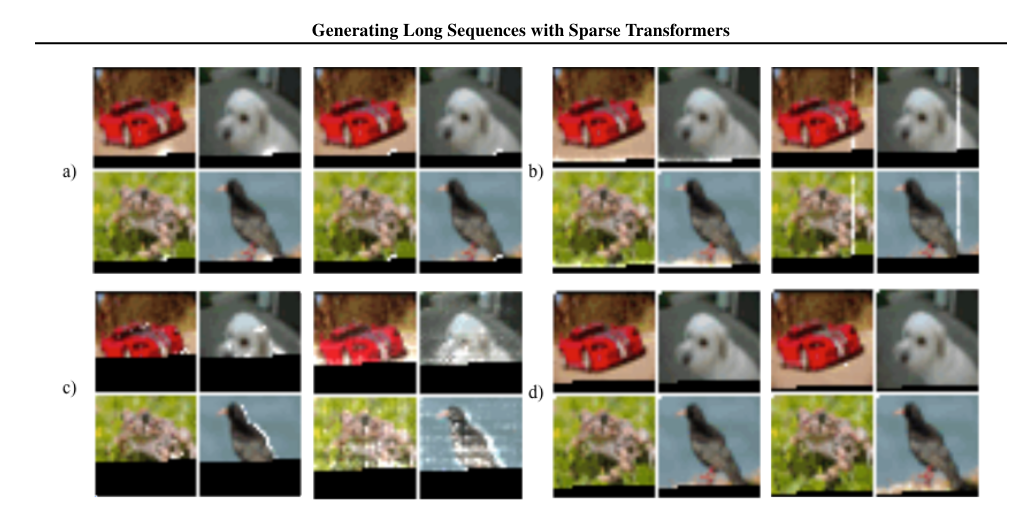 Generating Long Sequences with Sparse Transformers
a)
b)
c)
d)